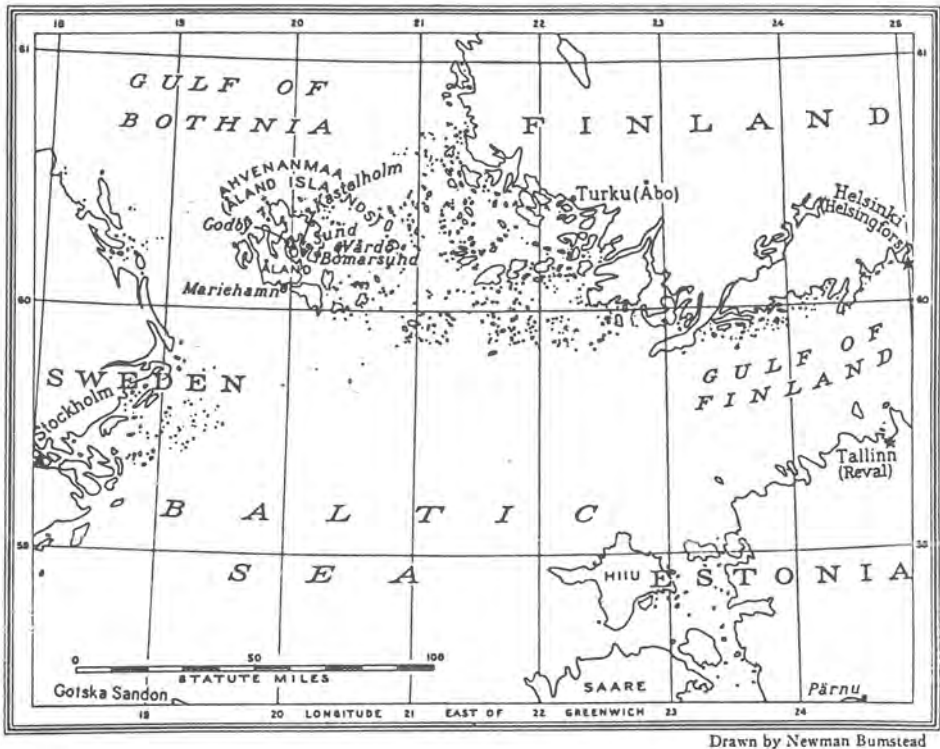 18 19 20 21 22 23 24 25
61 61
GULF OF
BOTHNIA
FINLAND
AHVENANMAA
(ÅLAND ISLANDS)
Kastelholm
Godby
Sund
Vårdö
Bomarsund
ÅLAND
Mariehamn
Turku (Åbo)
Helsinki
(Helsingfors)
60 60
GULF OF
FINLAND
SWEDEN
Stockholm
Tallinn
(Reval)
BALTIC
SEA
59 59
HIIU
ESTONIA
0 50 100
STATUTE MILES
Gotska Sandon
SAARE
Pärnu
18 19 20 LONGITUDE 21 EAST OF 22 GREENWICH 23 24
Drawn by Newman Bumstead